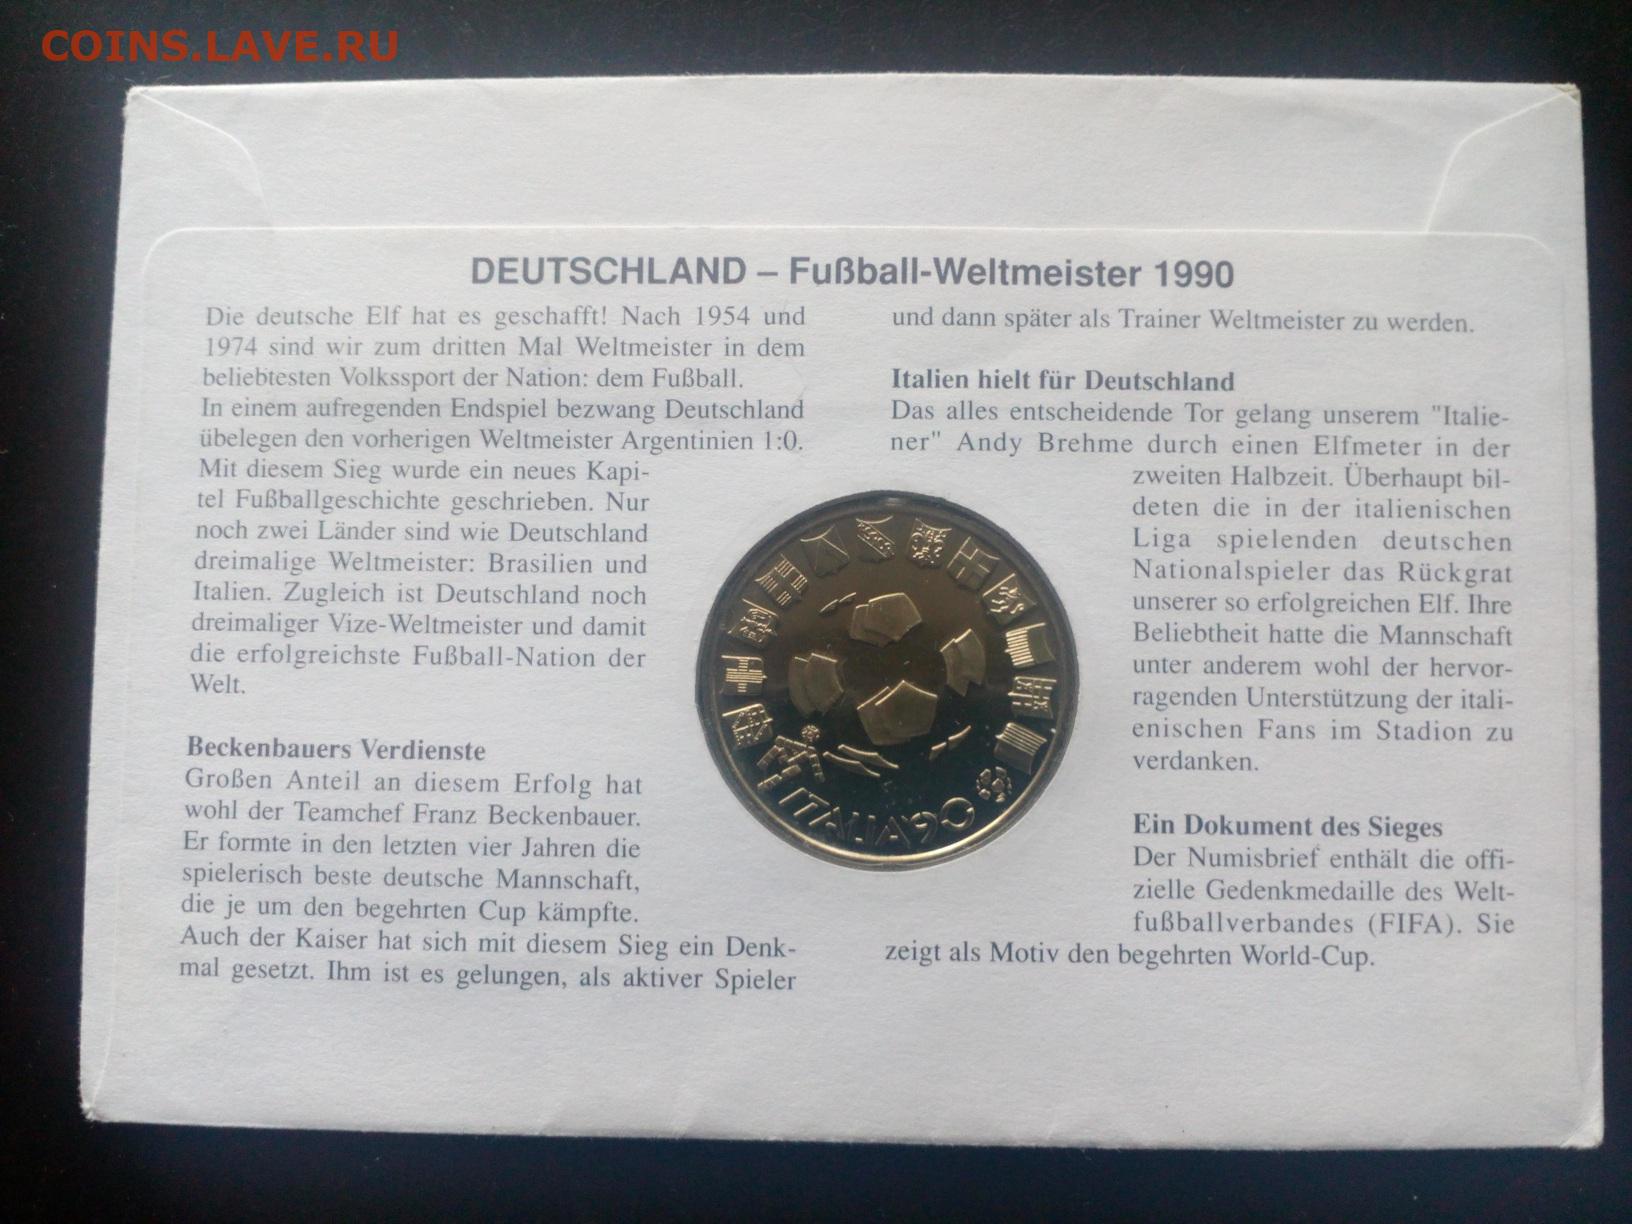 COINS.LAVE.RU
DEUTSCHLAND – Fußball-Weltmeister 1990
Die deutsche Elf hat es geschafft! Nach 1954 und
1974 sind wir zum dritten Mal Weltmeister in dem
beliebtesten Volkssport der Nation: dem Fußball.
In einem aufregenden Endspiel bezwang Deutschland
übelegen den vorherigen Weltmeister Argentinien 1:0.
Mit diesem Sieg wurde ein neues Kapi-
tel Fußballgeschichte geschrieben. Nur
noch zwei Länder sind wie Deutschland
dreimalige Weltmeister: Brasilien und
Italien. Zugleich ist Deutschland noch
dreimaliger Vize-Weltmeister und damit
die erfolgreichste Fußball-Nation der
Welt.
Beckenbauers Verdienste
Großen Anteil an diesem Erfolg hat
wohl der Teamchef Franz Beckenbauer.
Er formte in den letzten vier Jahren die
spielerisch beste deutsche Mannschaft,
die je um den begehrten Cup kämpfte.
Auch der Kaiser hat sich mit diesem Sieg ein Denk-
mal gesetzt. Ihm ist es gelungen, als aktiver Spieler
und dann später als Trainer Weltmeister zu werden.
Italien hielt für Deutschland
Das alles entscheidende Tor gelang unserem "Italie-
ner" Andy Brehme durch einen Elfmeter in der
zweiten Halbzeit. Überhaupt bil-
deten die in der italienischen
Liga spielenden deutschen
Nationalspieler das Rückgrat
unserer so erfolgreichen Elf. Ihre
Beliebtheit hatte die Mannschaft
unter anderem wohl der hervor-
ragenden Unterstützung der itali-
enischen Fans im Stadion zu
verdanken.
Ein Dokument des Sieges
Der Numisbrief enthält die offi-
zielle Gedenkmedaille des Welt-
fußballverbandes (FIFA). Sie
zeigt als Motiv den begehrten World-Cup.
ITALIA'90